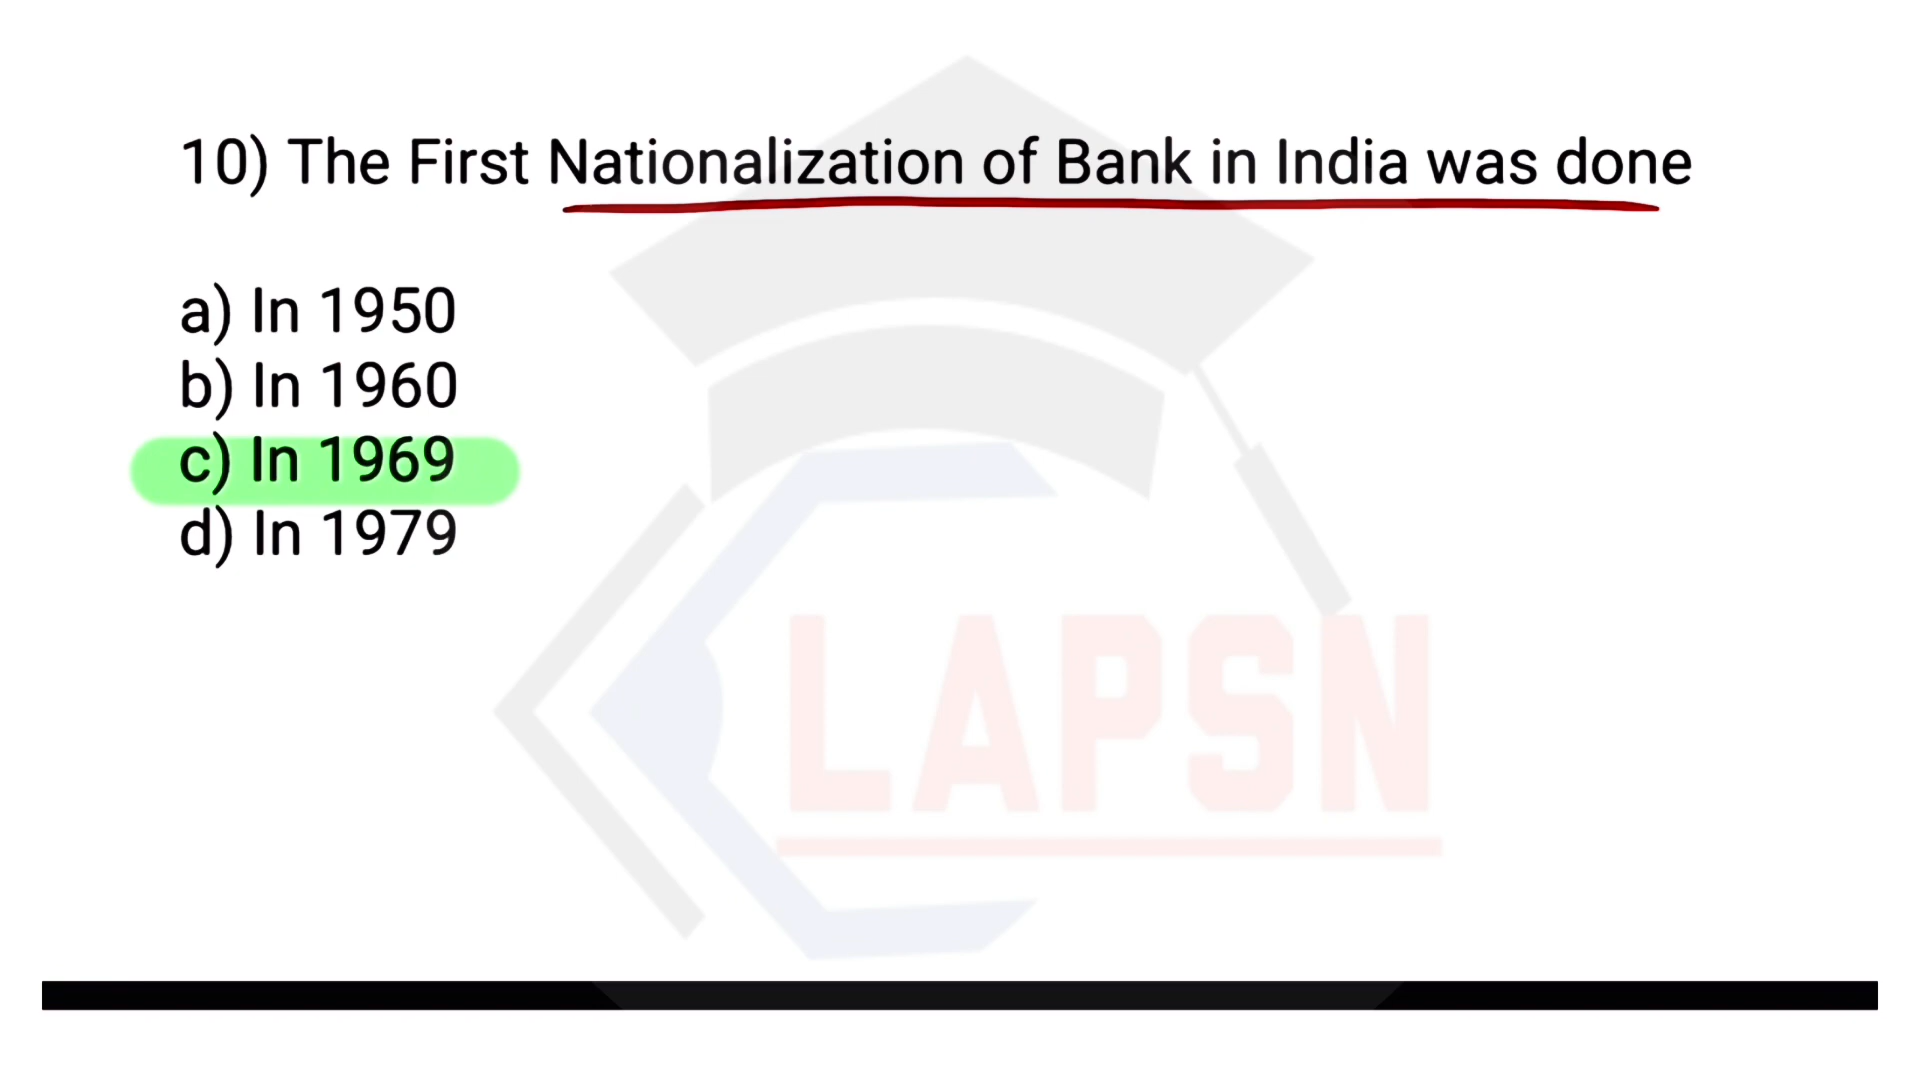 10) The First Nationalization of Bank in India was done
a) In 1950
b) In 1960
c) In 1969
d) In 1979
LAPSN